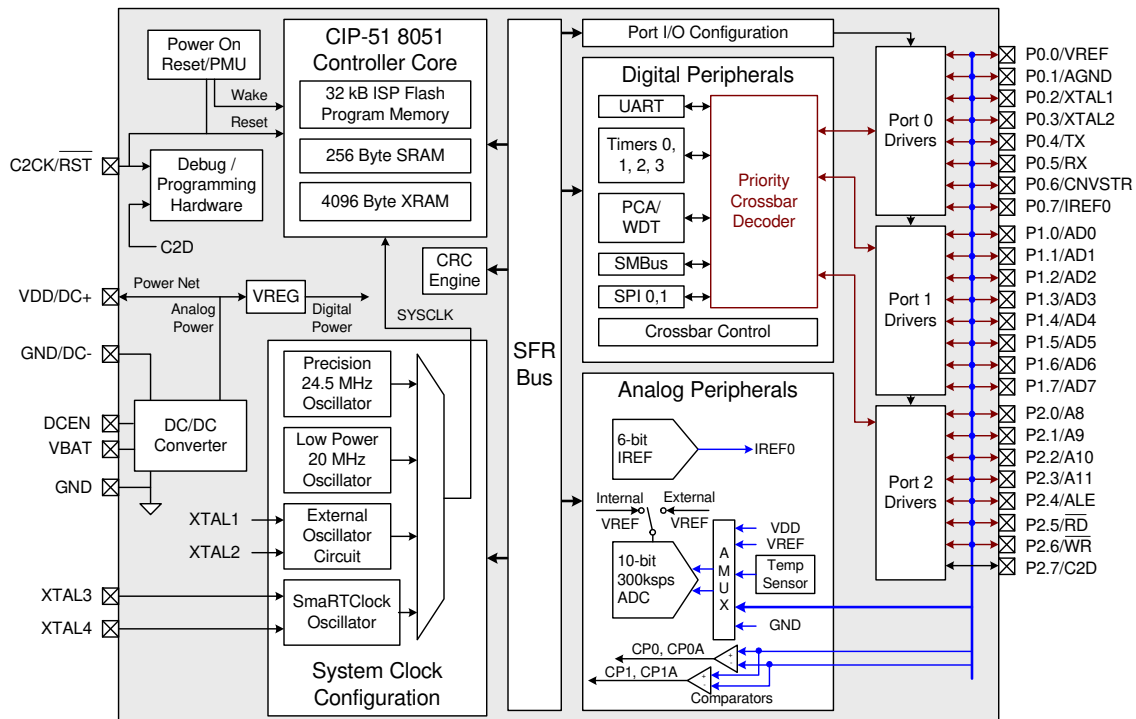 Power On
Reset/PMU
Wake
Reset
C2CK/RST
Debug /
Programming
Hardware
C2D
CIP-51 8051
Controller Core
32 kB ISP Flash
Program Memory
256 Byte SRAM
4096 Byte XRAM
CRC
Engine
VDD/DC+
Power Net
Analog
Power
VREG
Digital
Power
SYSCLK
GND/DC-
DCEN
VBAT
GND
DC/DC
Converter
XTAL1
XTAL2
XTAL3
XTAL4
Precision
24.5 MHz
Oscillator
Low Power
20 MHz
Oscillator
External
Oscillator
Circuit
SmaRTClock
Oscillator
System Clock
Configuration
SFR
Bus
Port I/O Configuration
Digital Peripherals
UART
Timers 0,
1, 2, 3
PCA/
WDT
SMBus
SPI 0,1
Priority
Crossbar
Decoder
Crossbar Control
Analog Peripherals
6-bit
IREF
IREF0
Internal
VREF
External
VREF
10-bit
300ksps
ADC
A
M
U
X
VDD
VREF
Temp
Sensor
GND
CP0, CP0A
+
-
CP1, CP1A
+
-
Comparators
Port 0
Drivers
Port 1
Drivers
Port 2
Drivers
P0.0/VREF
P0.1/AGND
P0.2/XTAL1
P0.3/XTAL2
P0.4/TX
P0.5/RX
P0.6/CNVSTR
P0.7/IREF0
P1.0/AD0
P1.1/AD1
P1.2/AD2
P1.3/AD3
P1.4/AD4
P1.5/AD5
P1.6/AD6
P1.7/AD7
P2.0/A8
P2.1/A9
P2.2/A10
P2.3/A11
P2.4/ALE
P2.5/RD
P2.6/WR
P2.7/C2D